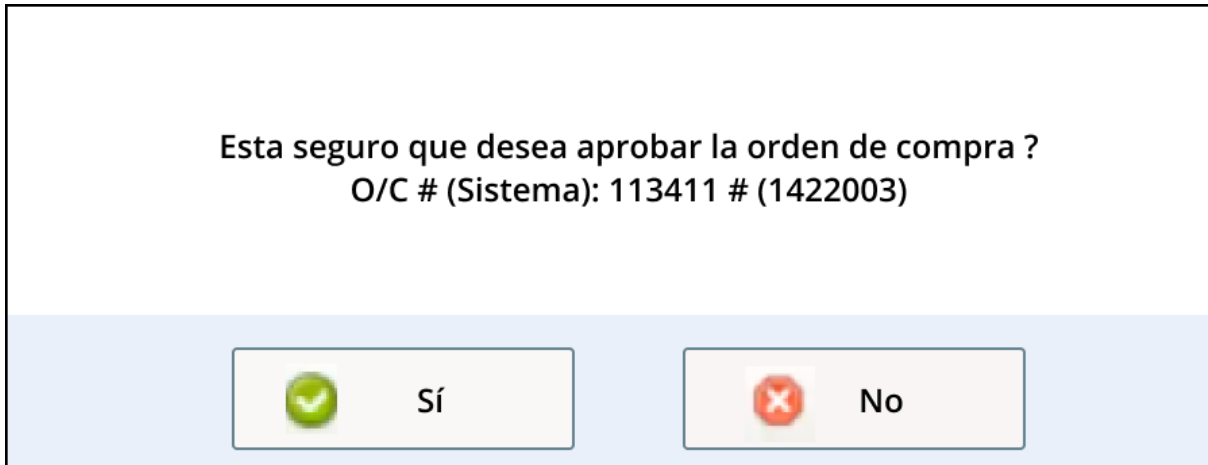 Esta seguro que desea aprobar la orden de compra ?
O/C # (Sistema): 113411 # (1422003)
Sí
No